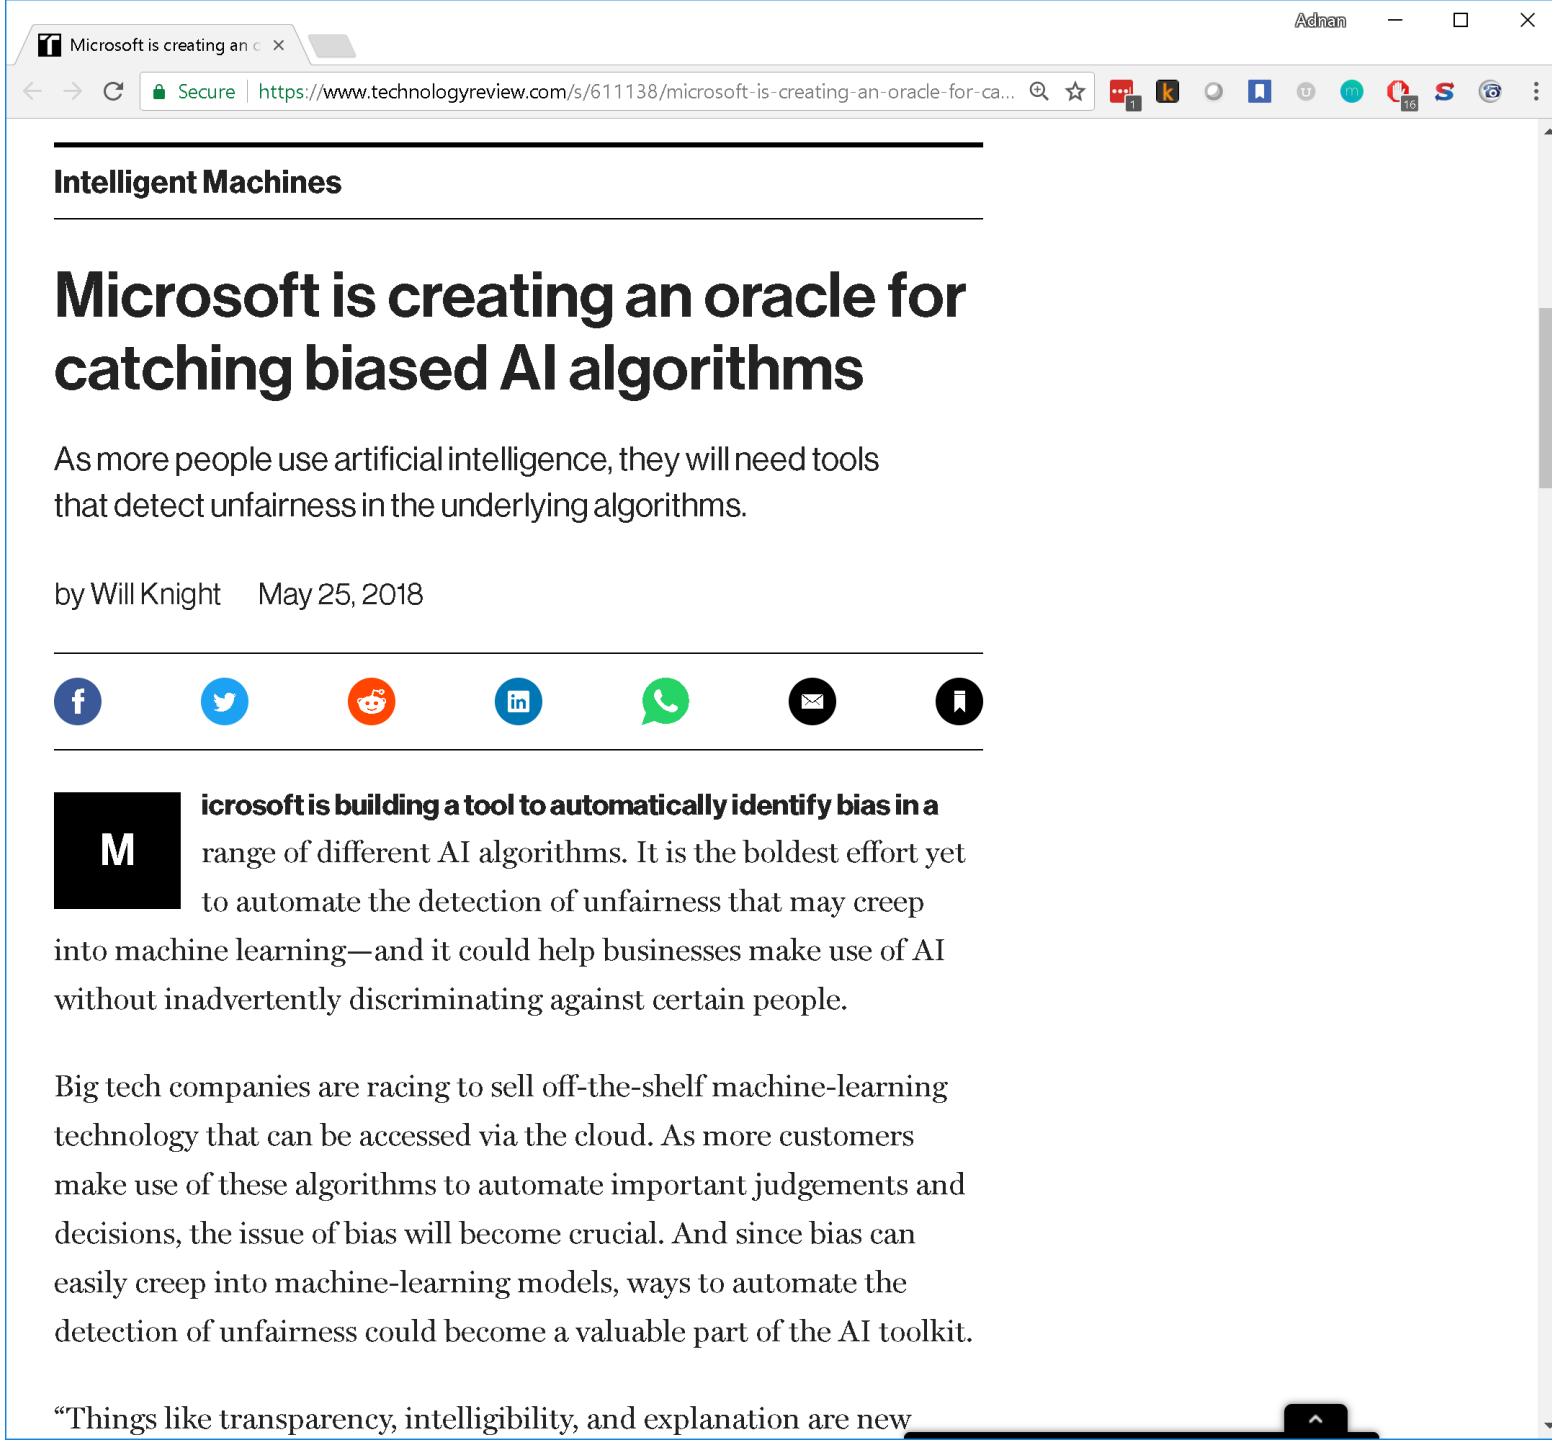 Adnan
Microsoft is creating an
Secure https://www.technologyreview.com/s/611138/microsoft-is-creating-an-oracle-for-ca...
1
k
U
m
16
S
Intelligent Machines
Microsoft is creating an oracle for
catching biased AI algorithms
As more people use artificial intelligence, they will need tools
that detect unfairness in the underlying algorithms.
by Will Knight May 25, 2018
f
in
M
icrosoft is building a tool to automatically identify bias in a
range of different AI algorithms. It is the boldest effort yet
to automate the detection of unfairness that may creep
into machine learning—and it could help businesses make use of AI
without inadvertently discriminating against certain people.
Big tech companies are racing to sell off-the-shelf machine-learning
technology that can be accessed via the cloud. As more customers
make use of these algorithms to automate important judgements and
decisions, the issue of bias will become crucial. And since bias can
easily creep into machine-learning models, ways to automate the
detection of unfairness could become a valuable part of the AI toolkit.
“Things like transparency, intelligibility, and explanation are new